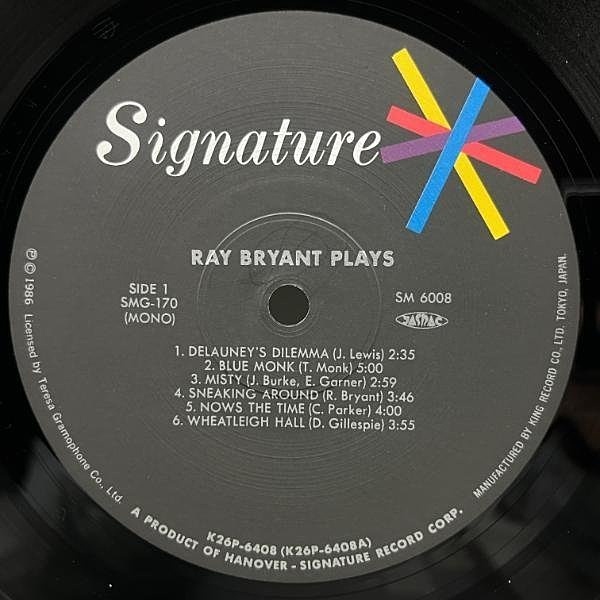 Signature
RAY BRYANT PLAYS
SIDE 1
SMG-170
(MONO)
SM 6008
JASRAC
1. DELAUNEY'S DILEMMA (J. Lewis) 2:35
2. BLUE MONK (T. Monk) 5:00
3. MISTY (J. Burke, E. Garner) 2:59
4. SNEAKING AROUND (R. Bryant) 3:46
5. NOWS THE TIME (C. Parker) 4:00
6. WHEATLEIGH HALL (D. Gillespie) 3:55
K26P-6408 (K26P-6408A)
A PRODUCT OF HANOVER - SIGNATURE RECORD CORP.
℗ © 1986 Licensed by Teresa Gramophone Co., Ltd.
MANUFACTURED BY KING RECORD CO., LTD. TOKYO, JAPAN.